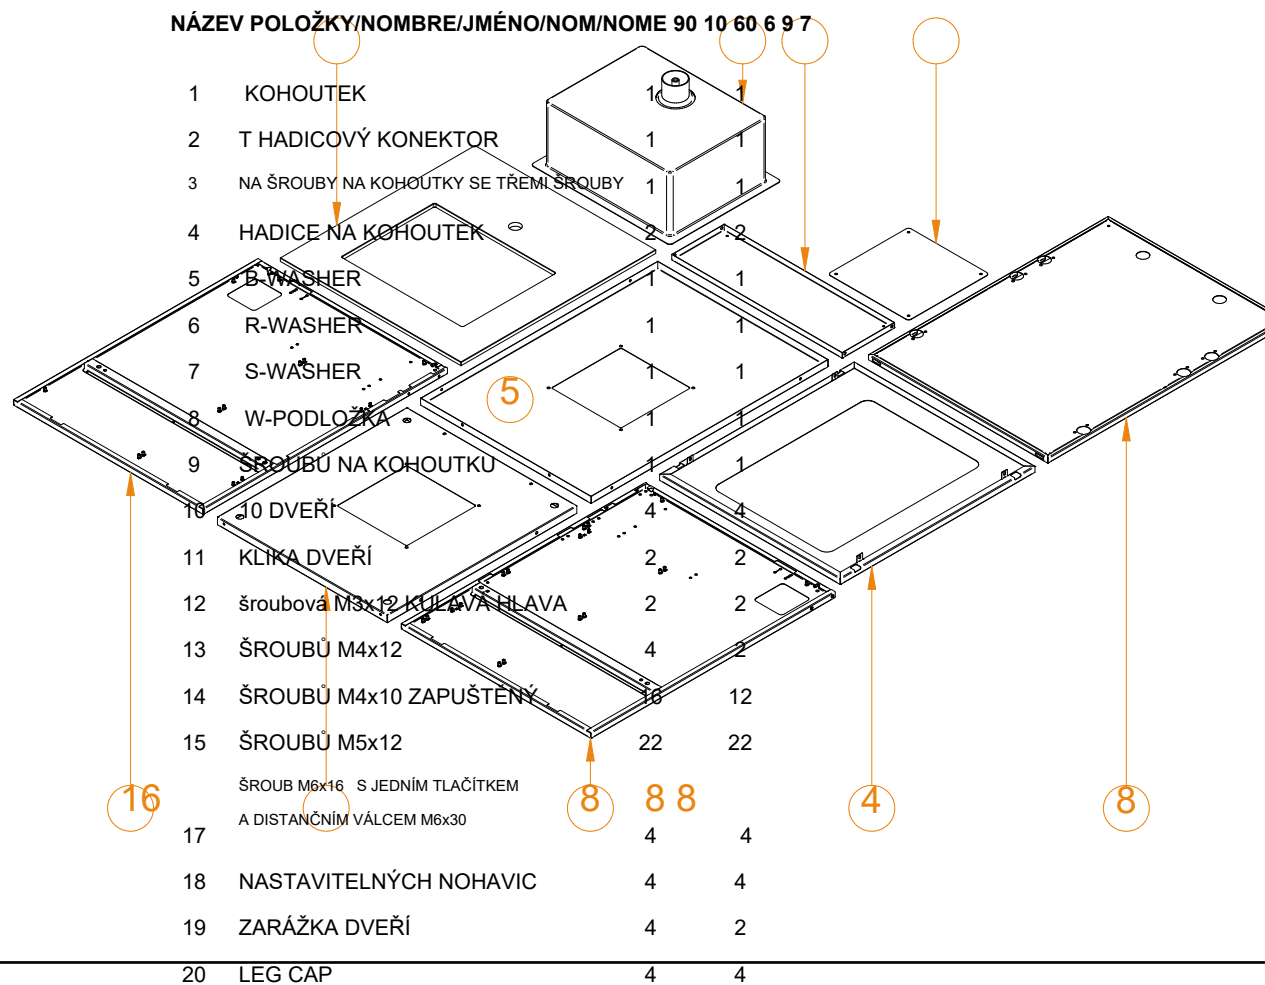 NÁZEV POLOŽKY/NOMBRE/JMÉNO/NOM/NOME 90 10 60 6 9 7
1 KOHOUTEK 1 1
2 T HADICOVÝ KONEKTOR 1 1
3 NA ŠROUBY NA KOHOUTKY SE TŘEMI ŠROUBY 1 1
4 HADICE NA KOHOUTEK 2 2
5 B-WASHER 1 1
6 R-WASHER 1 1
7 S-WASHER 1 1
5
8 W-PODLOŽKA 1 1
9 ŠROUBŮ NA KOHOUTKU 1 1
10 10 DVEŘÍ 4 4
11 KLIKA DVEŘÍ 2 2
12 šroubová M3x12 KULAVÁ HLAVA 2 2
13 ŠROUBŮ M4x12 4 2
14 ŠROUBŮ M4x10 ZAPUŠTĚNÝ 16 12
15 ŠROUBŮ M5x12 22 22
ŠROUB M6x16 S JEDNÍM TLAČÍTKEM
16 8 8 8 4 8
A DISTANČNÍM VÁLCEM M6x30
17 4 4
18 NASTAVITELNÝCH NOHAVIC 4 4
19 ZARÁŽKA DVEŘÍ 4 2
20 LEG CAP 4 4